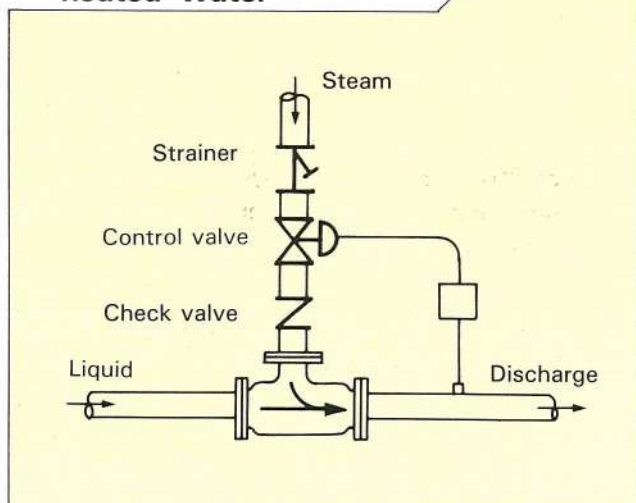 heated Water
Steam
Strainer
Control valve
Check valve
Liquid
Discharge